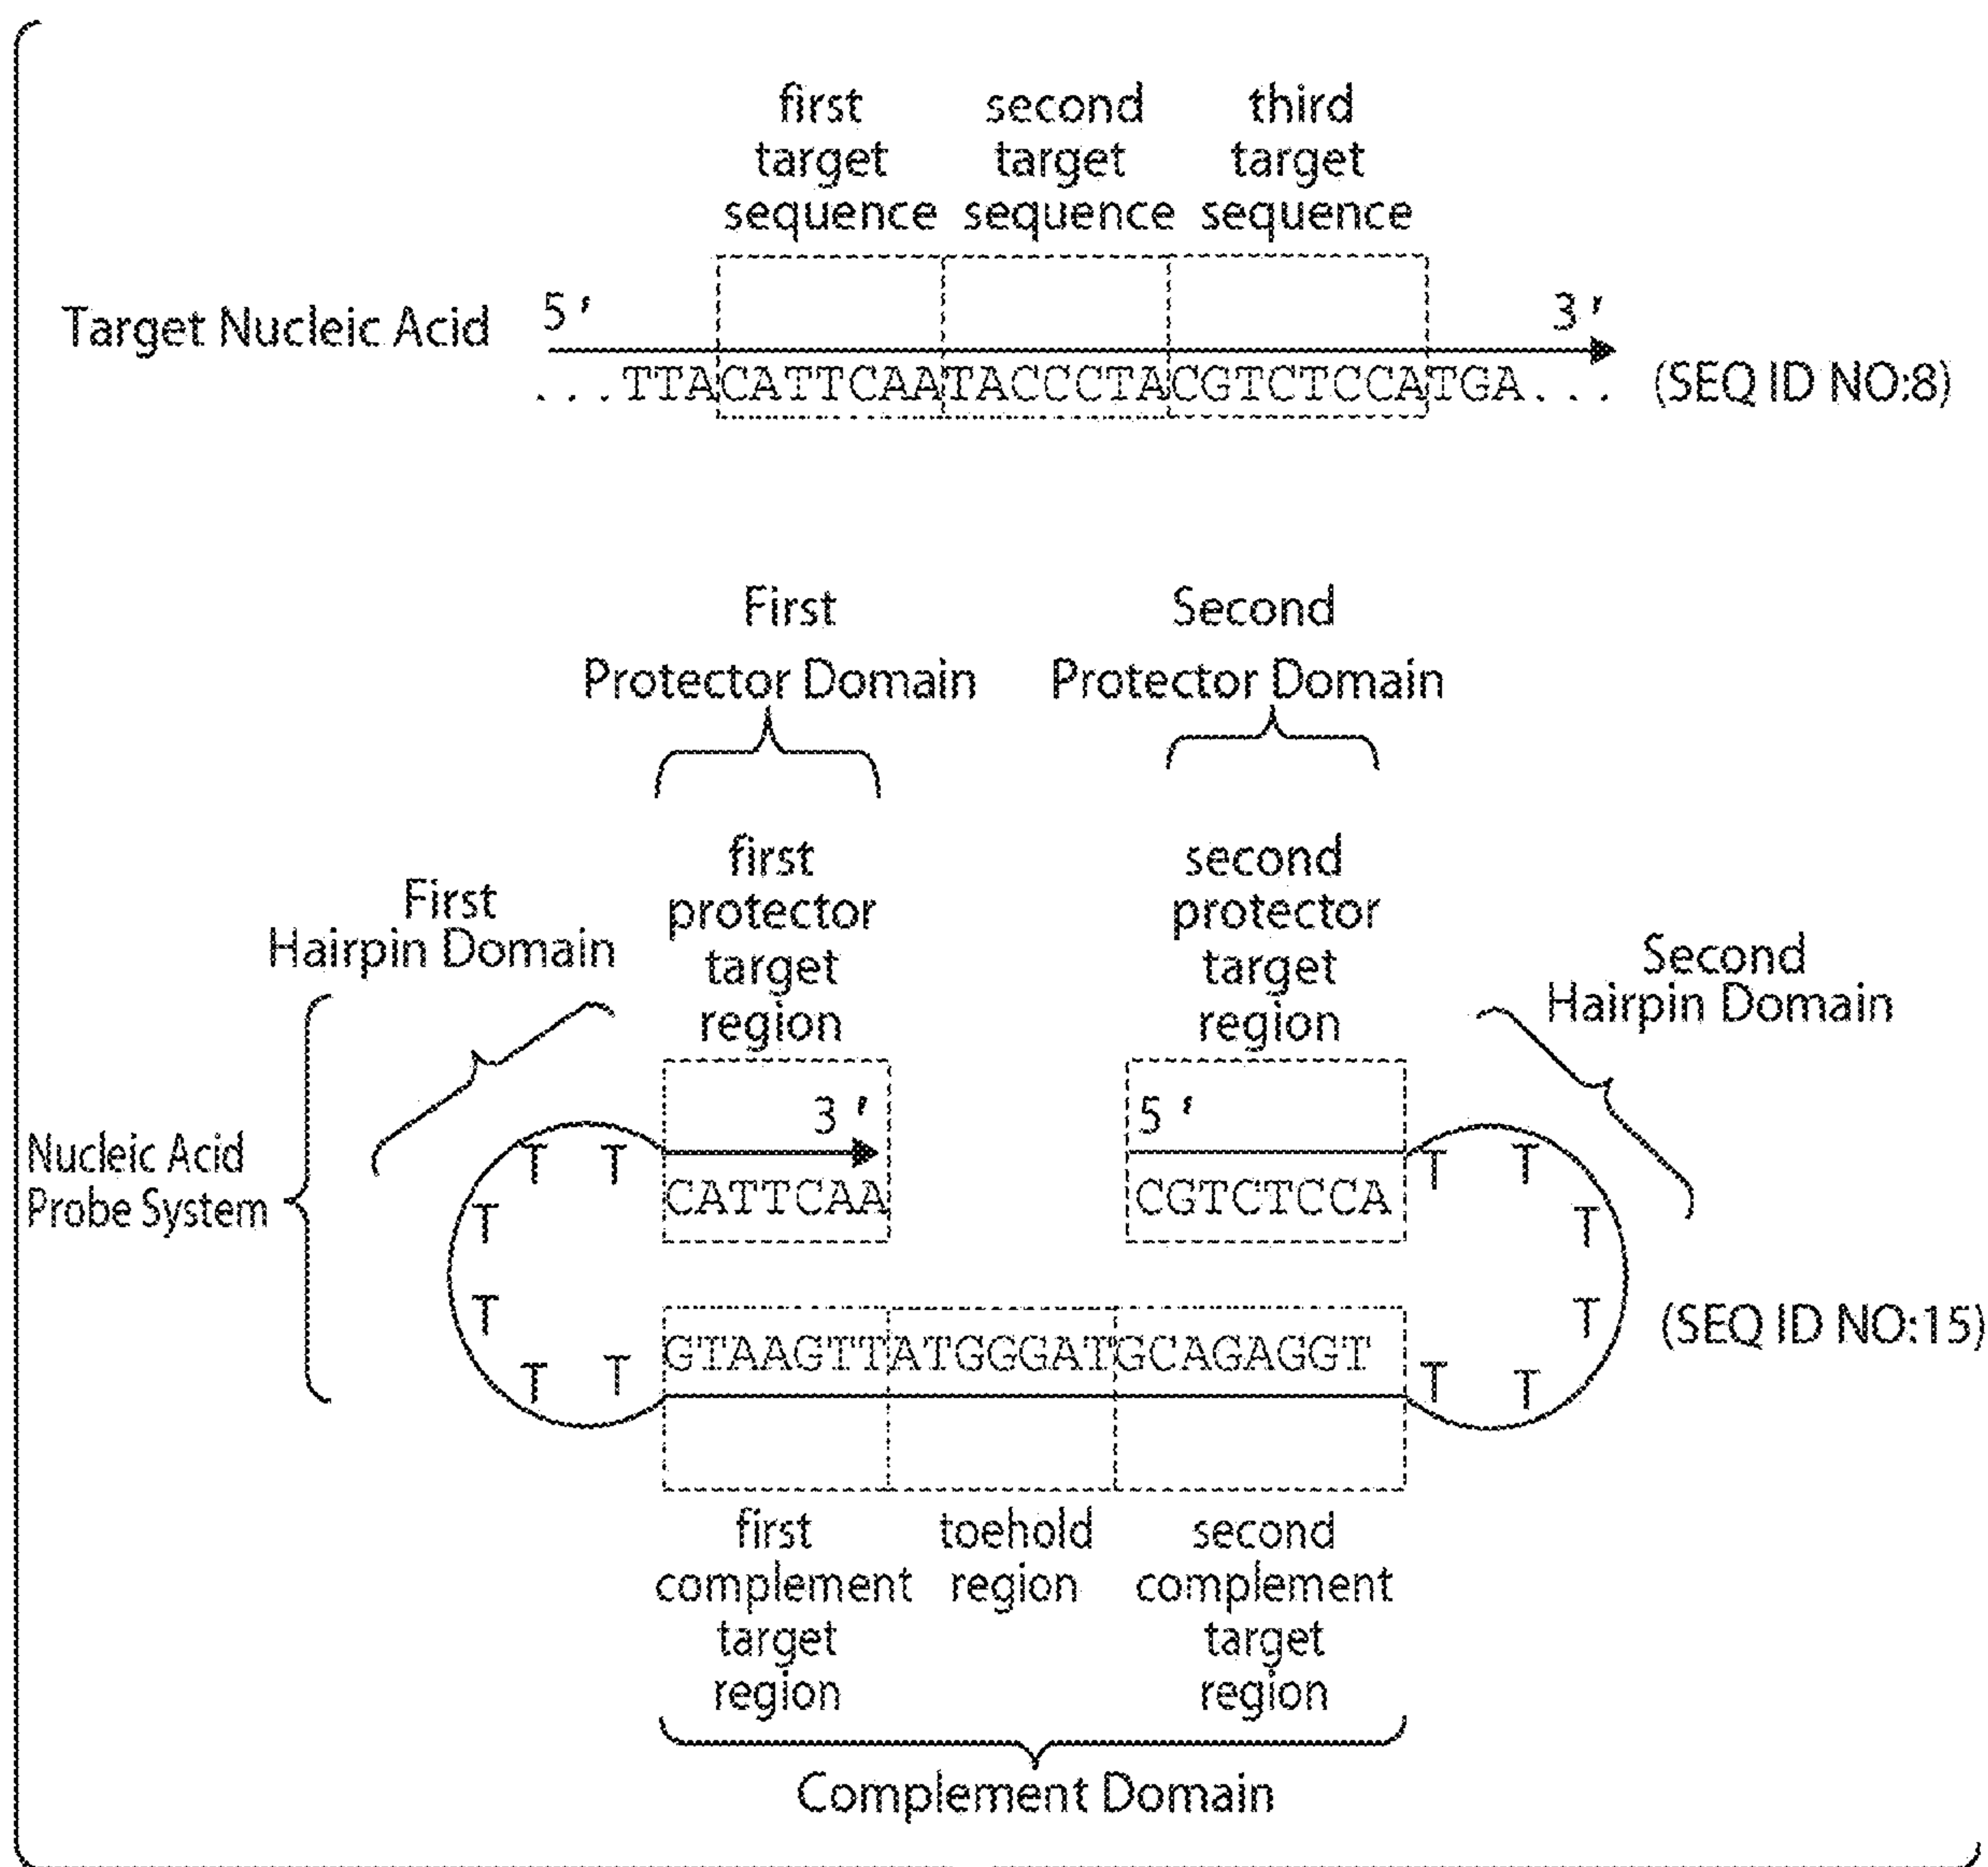 first
target
sequence
second
target
sequence
third
target
sequence
Target Nucleic Acid
5'
3'
...TTACATTCAATACCCTACGTCTCCATGA...
(SEQ ID NO:8)
First
Protector Domain
Second
Protector Domain
First
Hairpin Domain
first
protector
target
region
second
protector
target
region
Second
Hairpin Domain
Nucleic Acid
Probe System
3'
5'
T T
CATTCAA
CGTCTCCA
T T
T
T
T
T
(SEQ ID NO:15)
T T
GTAAGTTATGGGATGCAGAGGT
T T
first
complement
target
region
toehold
region
second
complement
target
region
Complement Domain